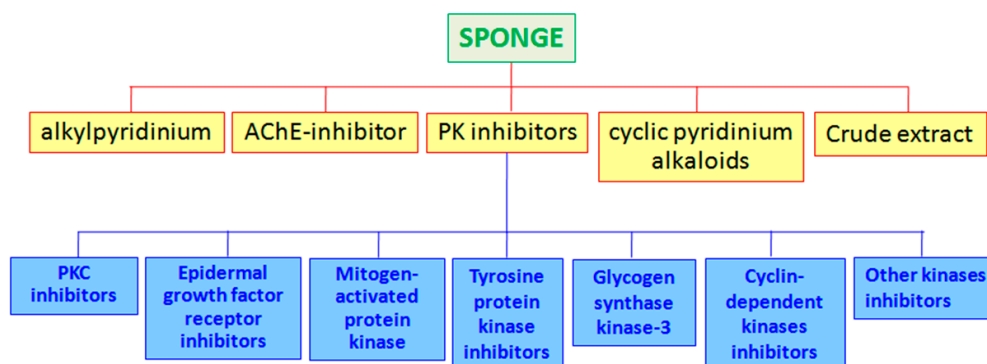 SPONGE
alkylpyridinium
AChE-inhibitor
PK inhibitors
cyclic pyridinium
alkaloids
Crude extract
PKC
inhibitors
Epidermal
growth factor
receptor
inhibitors
Mitogen-
activated
protein
kinase
Tyrosine
protein
kinase
inhibitors
Glycogen
synthase
kinase-3
Cyclin-
dependent
kinases
inhibitors
Other kinases
inhibitors